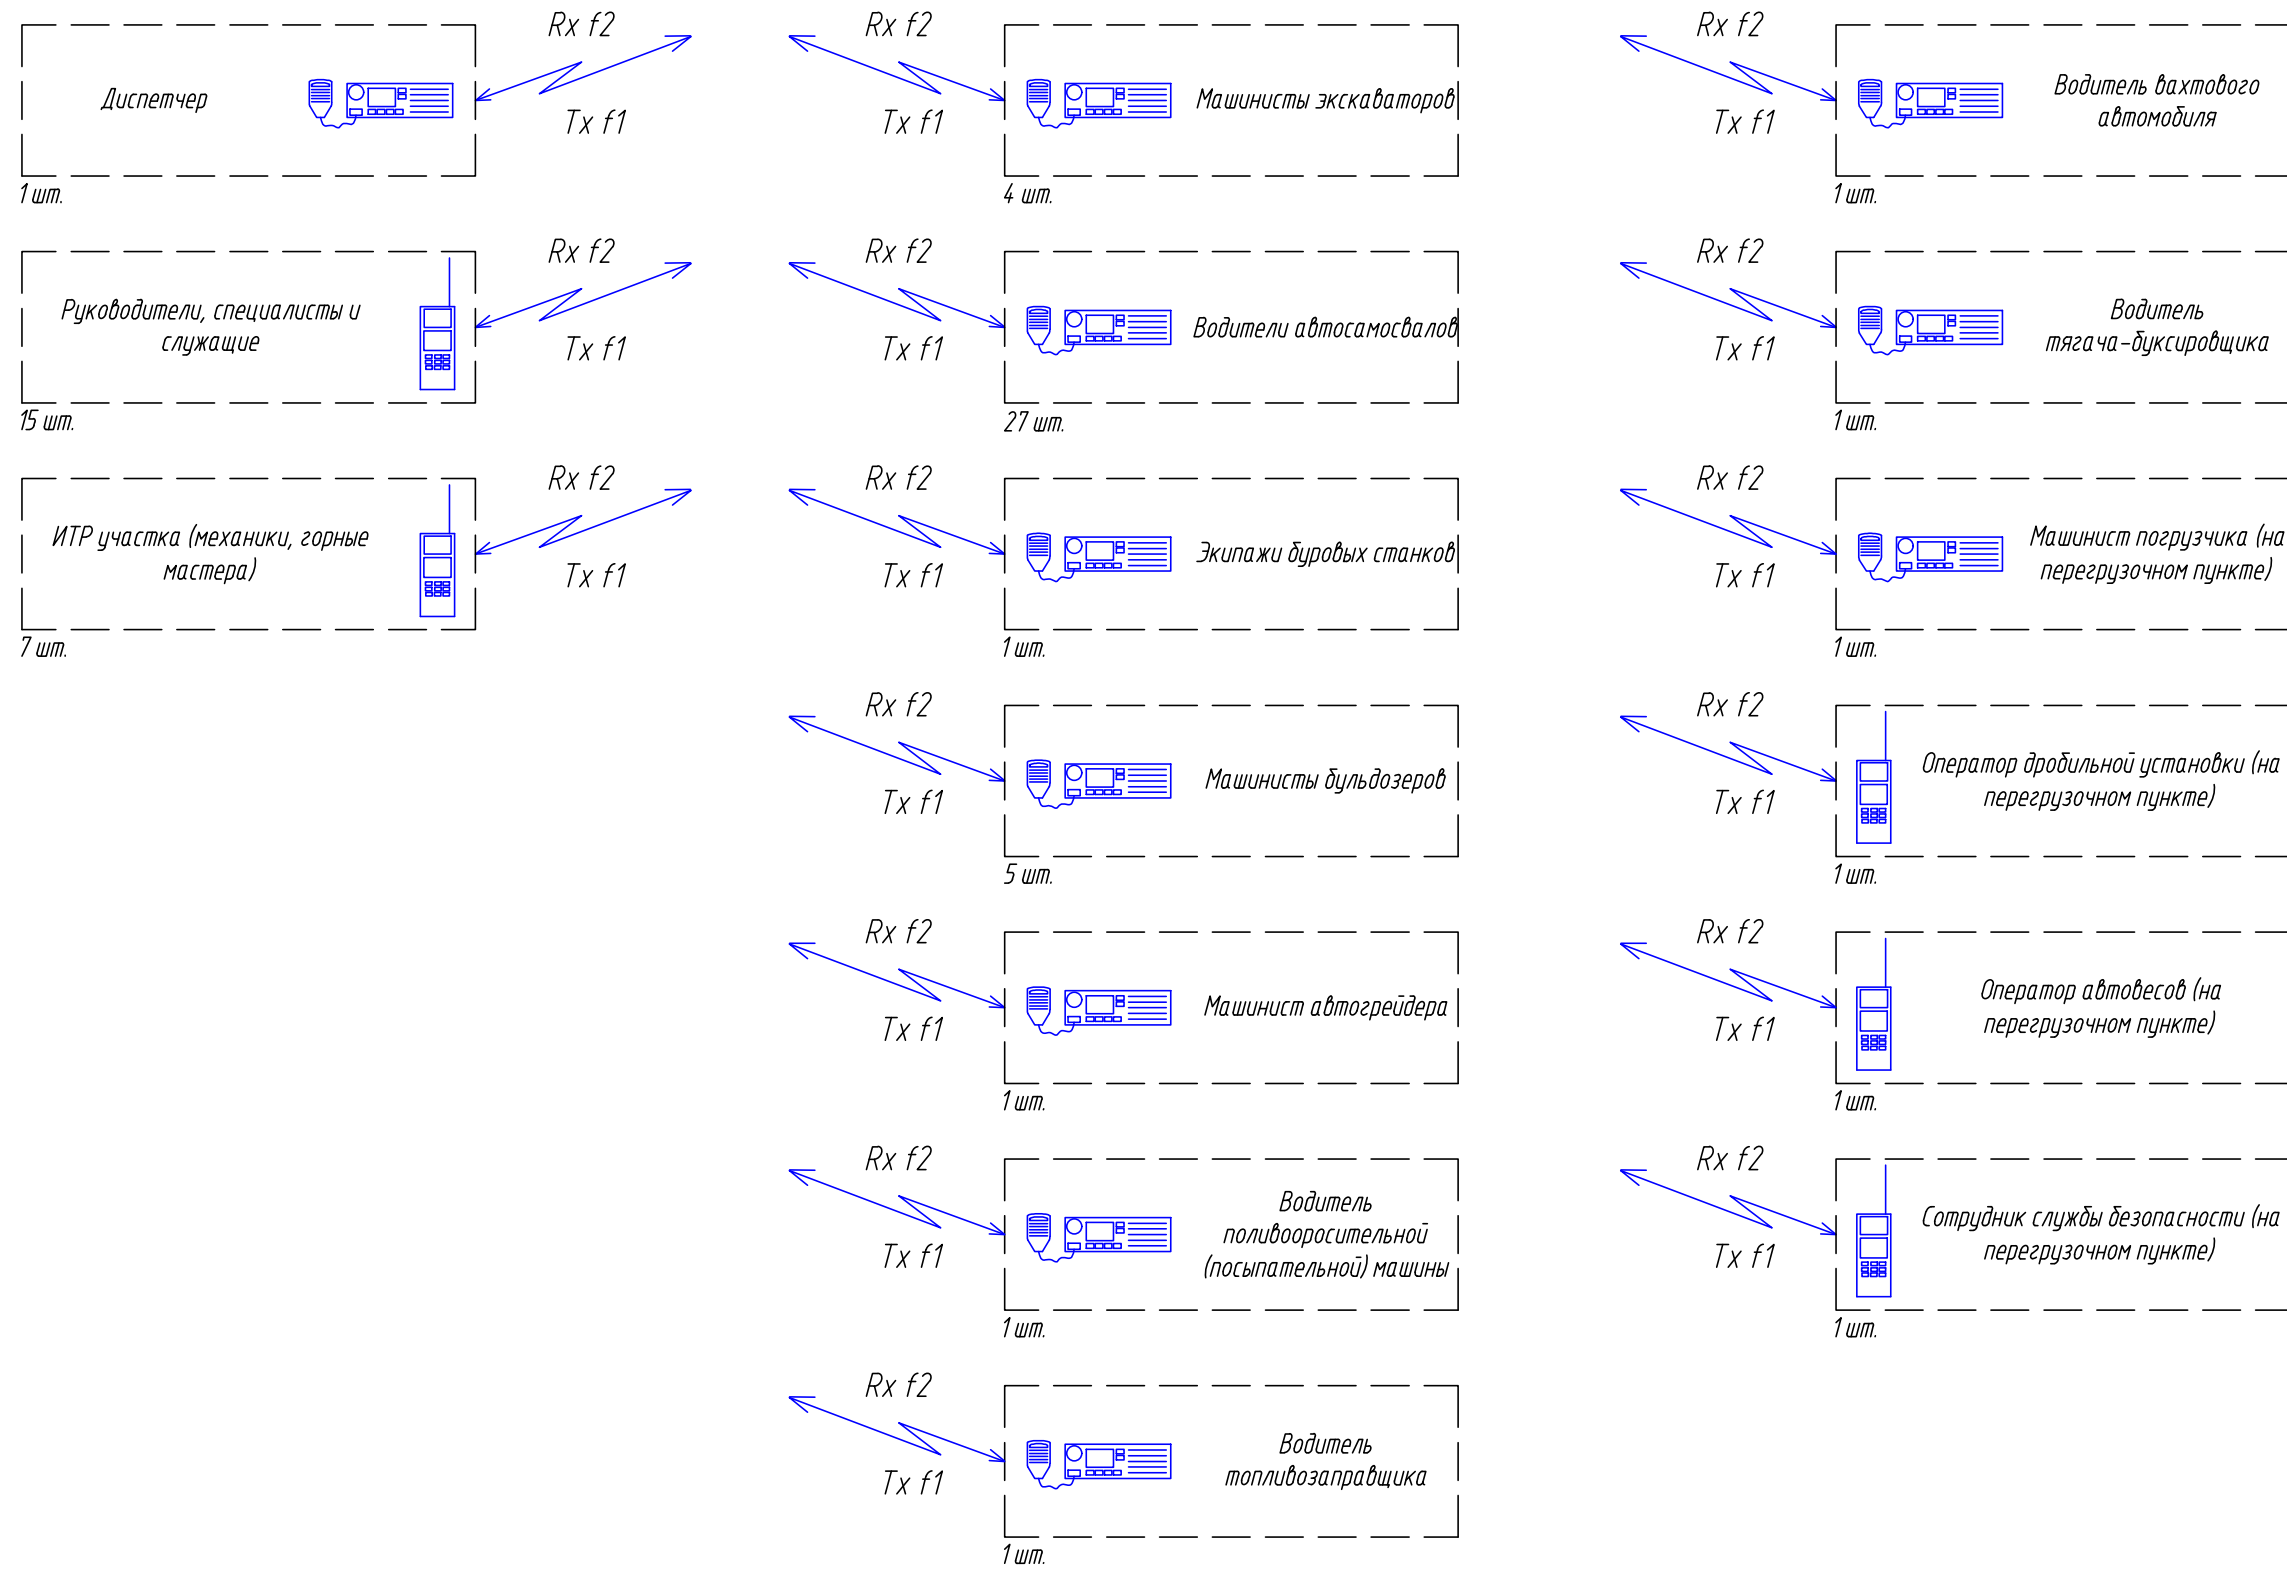 Rx f2
Диспетчер
Tx f1
1 шт.
Rx f2
Руководители, специалисты и
служащие
Tx f1
15 шт.
Rx f2
ИТР участка (механики, горные
мастера)
Tx f1
7 шт.
Rx f2
Машинисты экскаваторов
Tx f1
4 шт.
Rx f2
Водители автосамосвалов
Tx f1
27 шт.
Rx f2
Экипажи буровых станков
Tx f1
1 шт.
Rx f2
Машинисты бульдозеров
Tx f1
5 шт.
Rx f2
Машинист автогрейдера
Tx f1
1 шт.
Rx f2
Водитель
поливооросительной
(посыпательной) машины
Tx f1
1 шт.
Rx f2
Водитель
топливозаправщика
Tx f1
1 шт.
Rx f2
Водитель вахтового
автомобиля
Tx f1
1 шт.
Rx f2
Водитель
тягача-буксировщика
Tx f1
1 шт.
Rx f2
Машинист погрузчика (на
перегрузочном пункте)
Tx f1
1 шт.
Rx f2
Оператор дробильной установки (на
перегрузочном пункте)
Tx f1
1 шт.
Rx f2
Оператор автовесов (на
перегрузочном пункте)
Tx f1
1 шт.
Rx f2
Сотрудник службы безопасности (на
перегрузочном пункте)
Tx f1
1 шт.